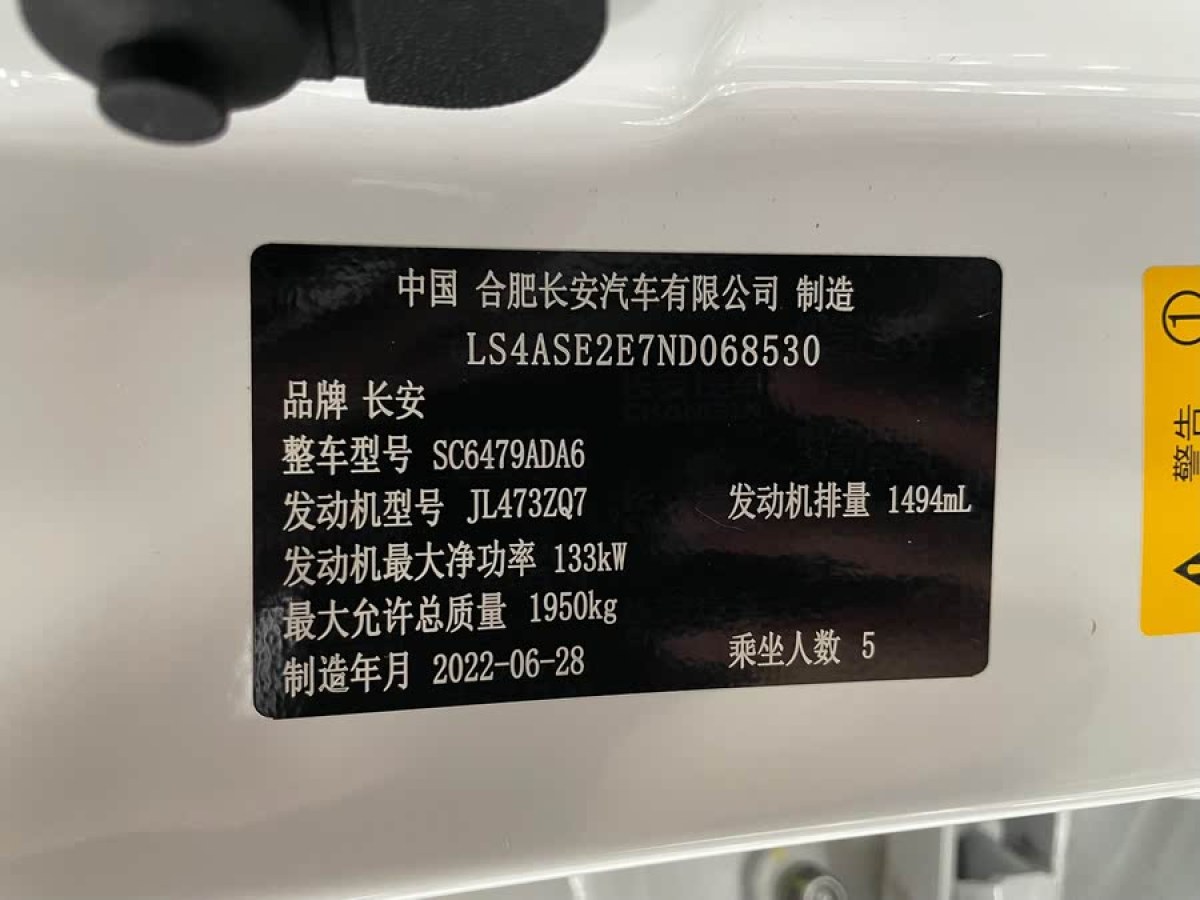 中国 合肥长安汽车有限公司 制造
LS4ASE2E7ND068530
品牌 长安
整车型号 SC6479ADA6
发动机型号 JL473ZQ7 发动机排量 1494mL
发动机最大净功率 133kW
最大允许总质量 1950kg
制造年月 2022-06-28 乘坐人数 5
①
警告